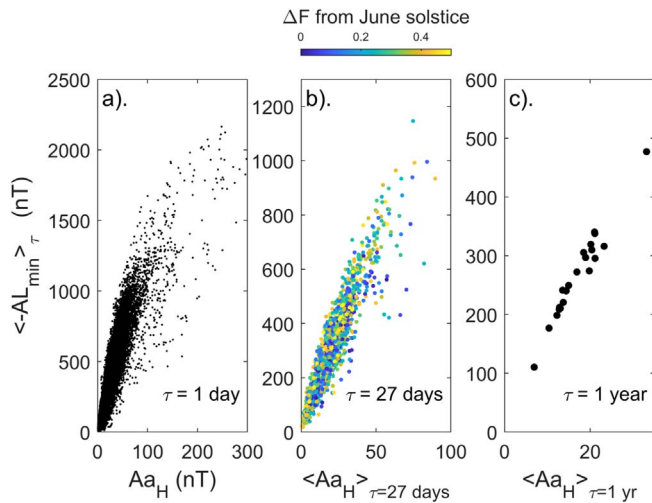 ΔF from June solstice
0 0.2 0.4
a).
b).
c).
2500
2000
1500
1000
500
0
1200
1000
800
600
400
200
0
600
500
400
300
200
100
0
<-AL_min>_τ (nT)
τ = 1 day
τ = 27 days
τ = 1 year
0 100 200 300
0 50 100
0 20
Aa_H (nT)
<Aa_H>_τ=27 days
<Aa_H>_τ=1 yr